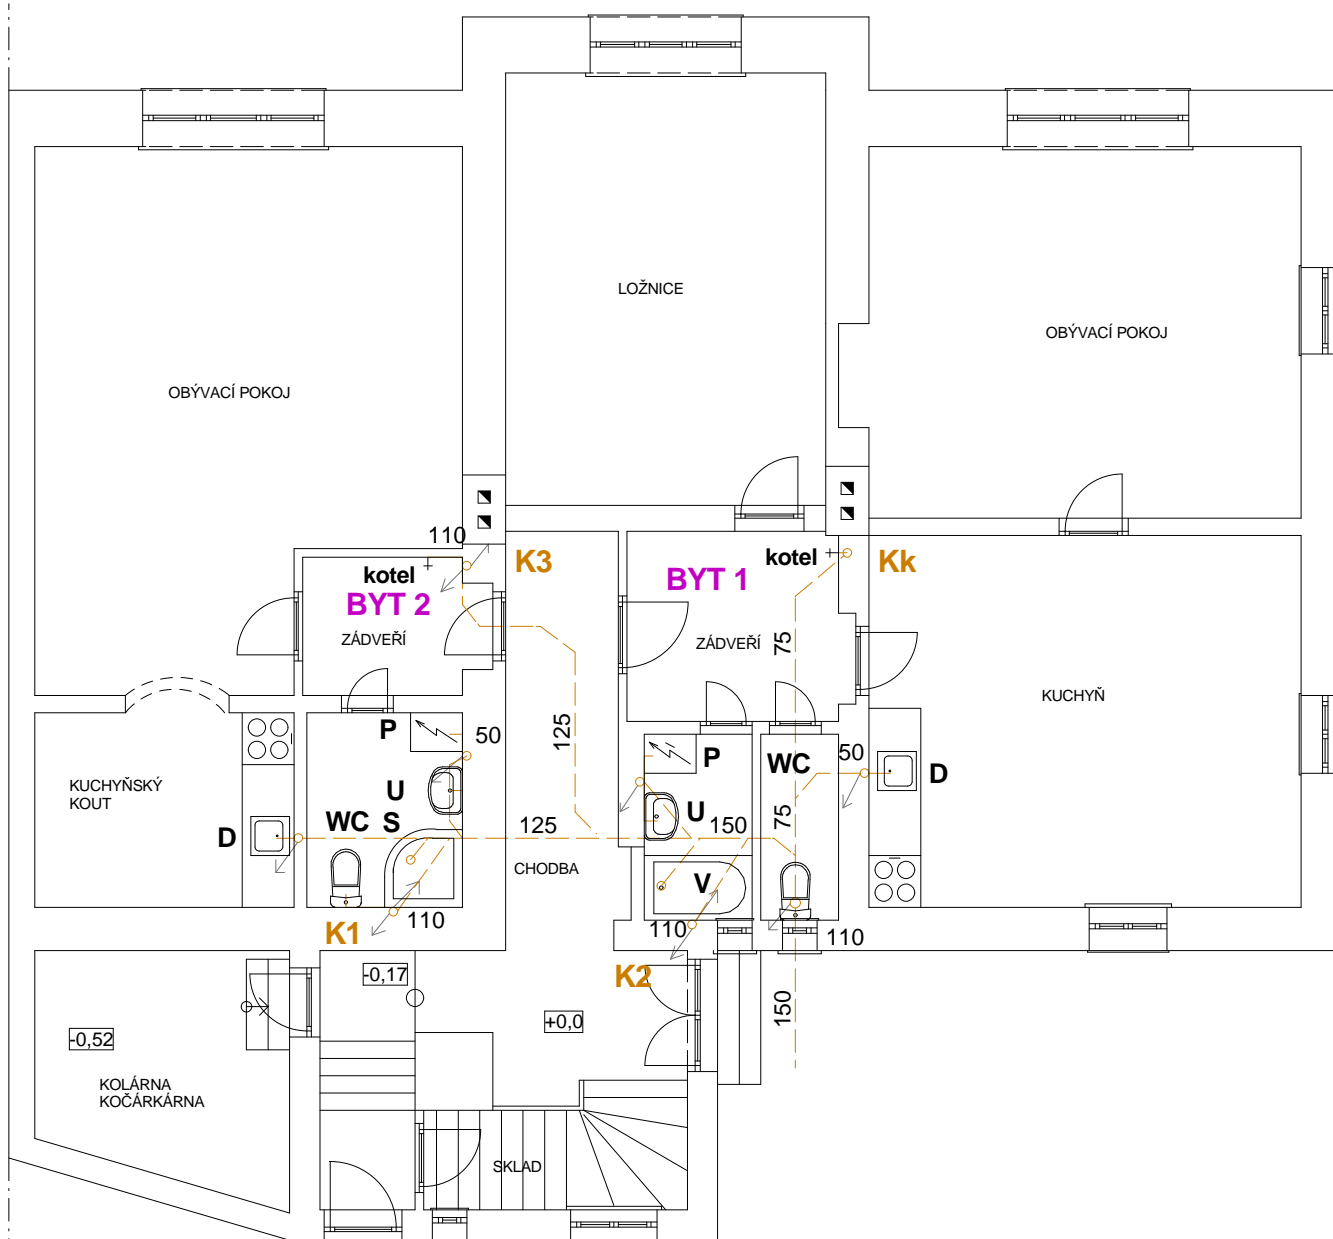 LOŽNICE
OBÝVACÍ POKOJ
OBÝVACÍ POKOJ
110
K3
kotel
Kk
kotel
BYT 1
BYT 2
ZÁDVEŘÍ
ZÁDVEŘÍ
75
KUCHYŇ
P
50
125
P
WC
50
D
KUCHYŇSKÝ
KOUT
U
S
WC
D
125
U
150
75
CHODBA
V
110
K1
110
110
K2
-0,17
150
+0,0
-0,52
KOLÁRNA
KOČÁRKÁRNA
SKLAD